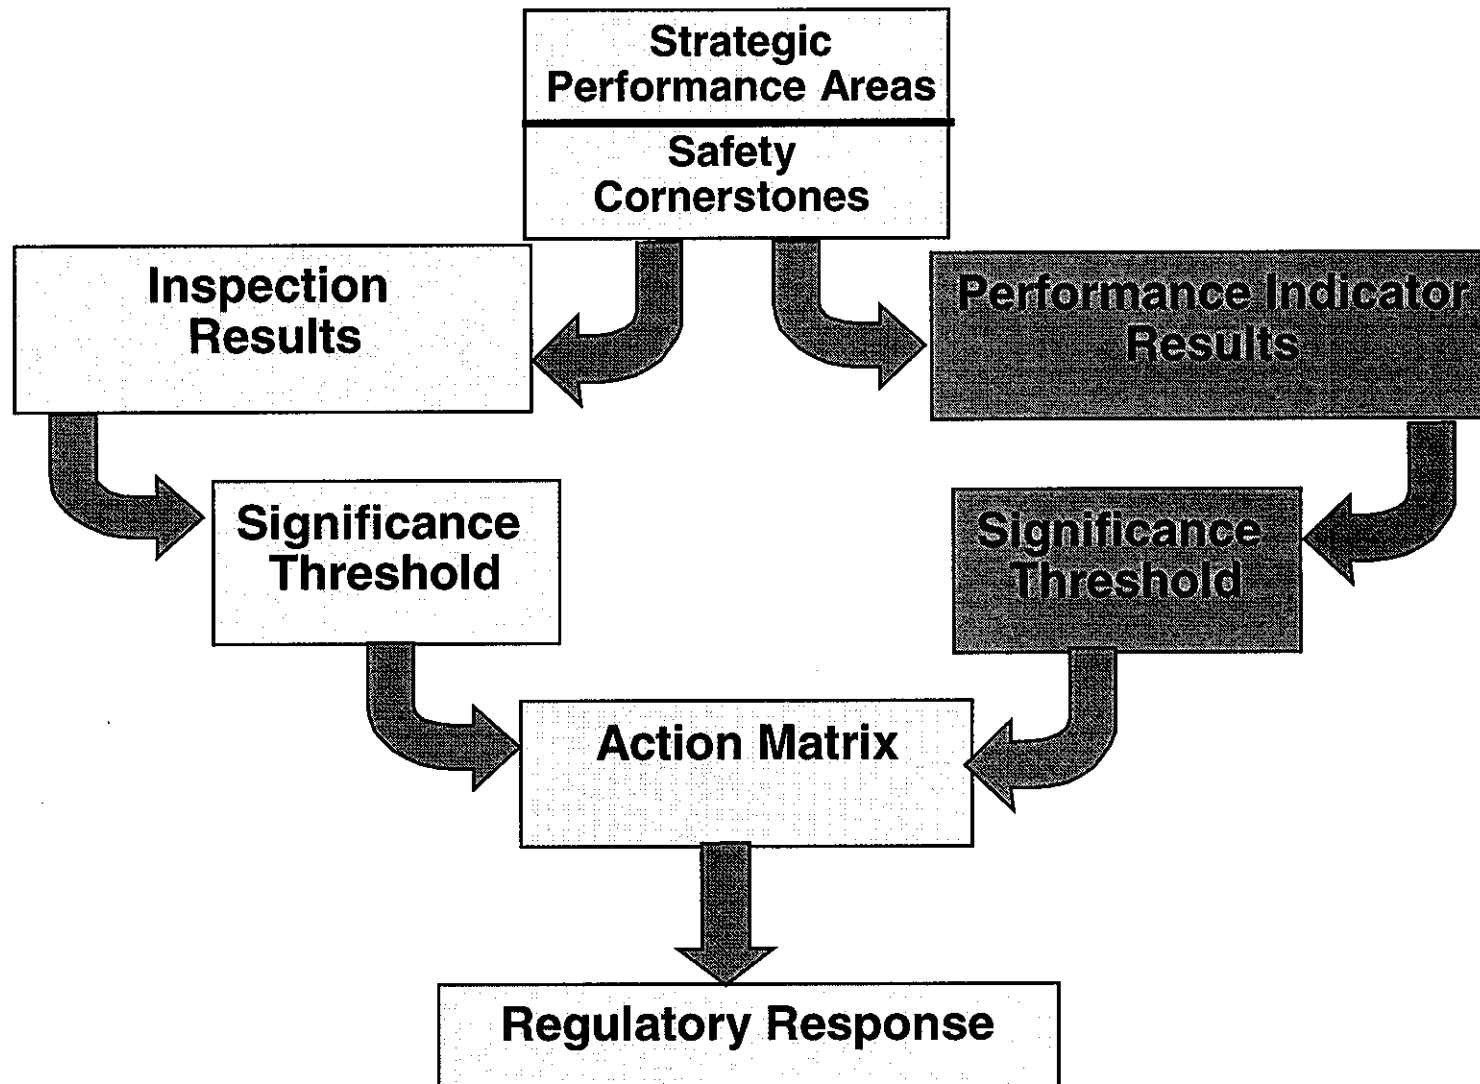 Strategic
Performance Areas
Safety
Cornerstones
Inspection
Results
Performance Indicator
Results
Significance
Threshold
Significance
Threshold
Action Matrix
Regulatory Response